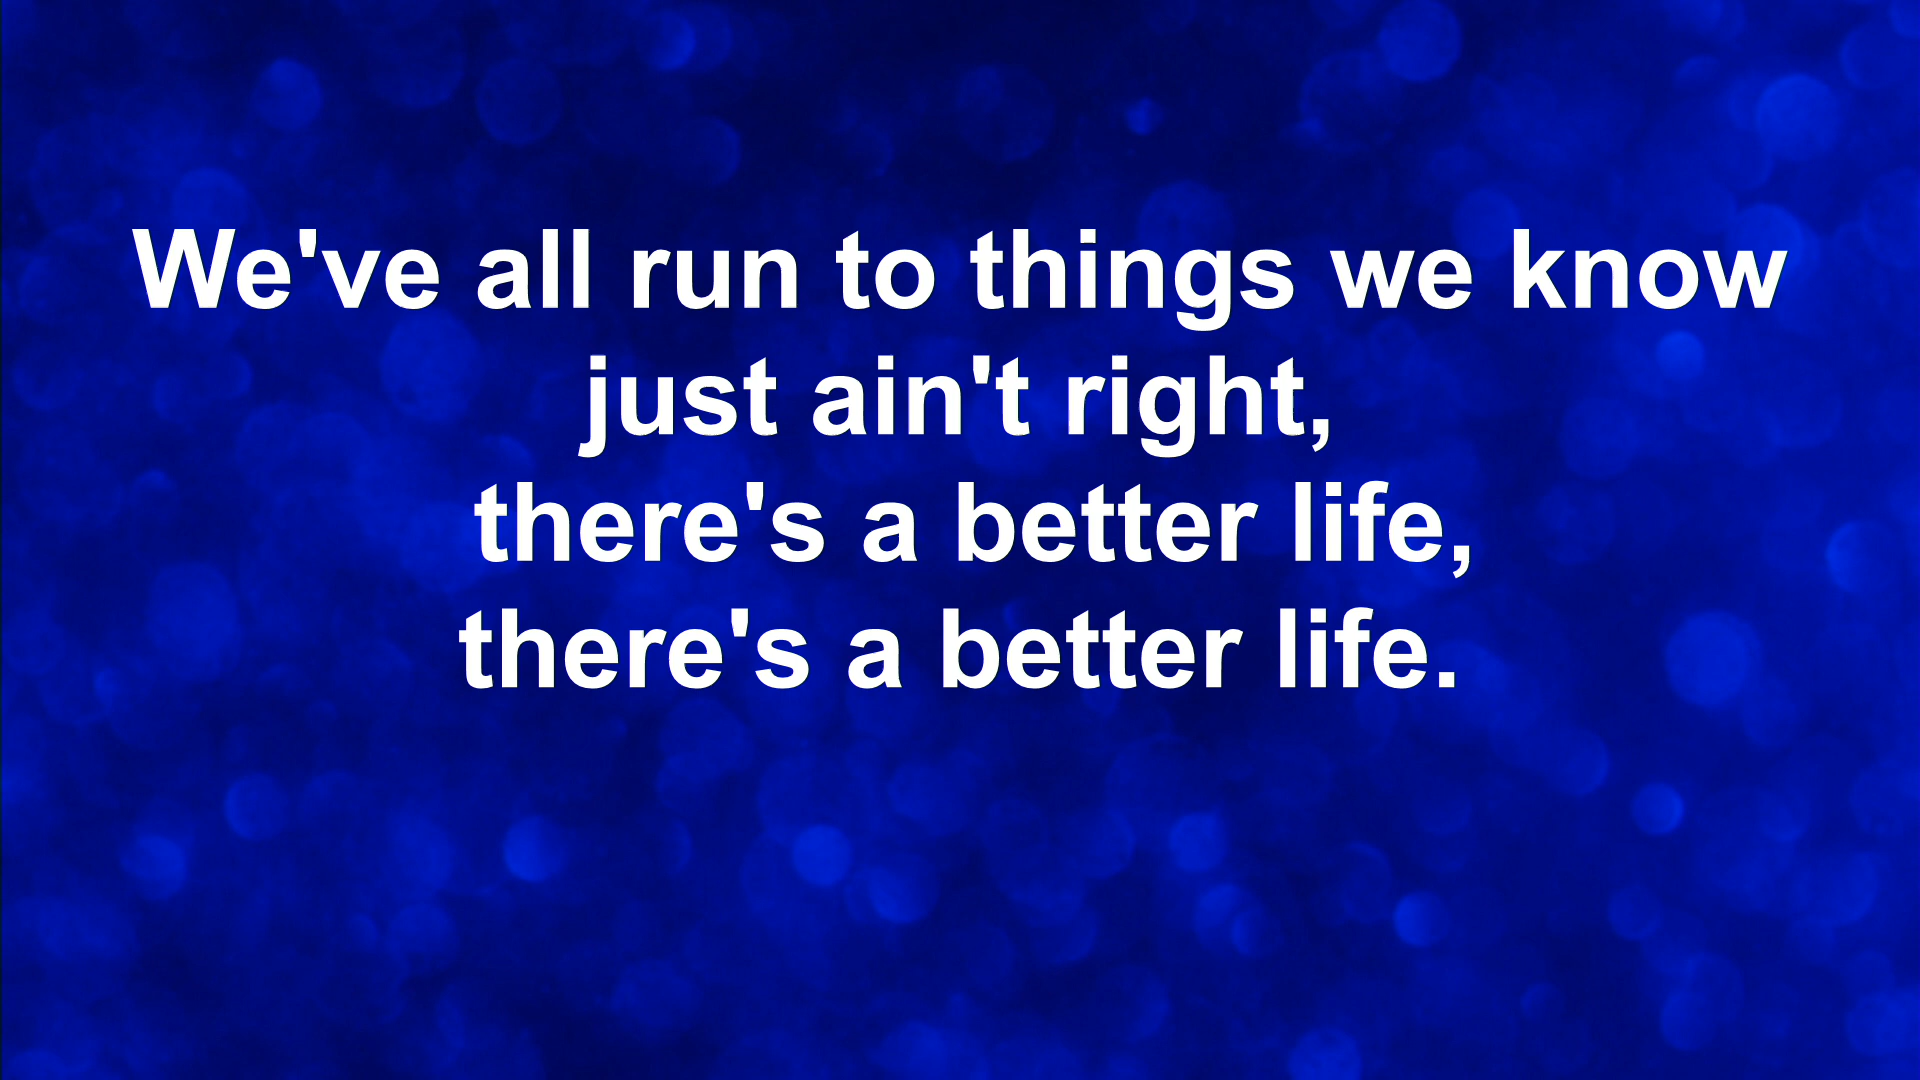 We've all run to things we know
just ain't right,
there's a better life,
there's a better life.